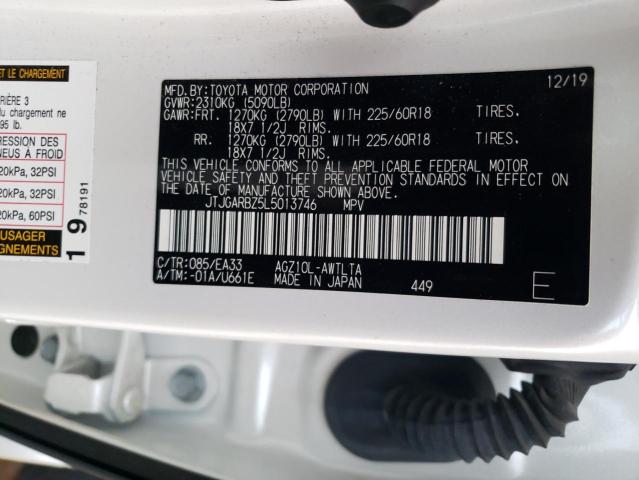 ET LE CHARGEMENT
RIÈRE 3
du chargement ne
95 lb.
RESSION DES
NEUS À FROID
20kPa, 32PSI
20kPa, 32PSI
20kPa, 60PSI
USAGER
GNEMENTS
1 9 78191
MFD.BY:TOYOTA MOTOR CORPORATION 12/19
GVWR:2310KG (5090LB)
GAWR:FRT. 1270KG (2790LB) WITH 225/60R18 TIRES.
18X7 1/2J RIMS.
RR. 1270KG (2790LB) WITH 225/60R18 TIRES.
18X7 1/2J RIMS.
THIS VEHICLE CONFORMS TO ALL APPLICABLE FEDERAL MOTOR
VEHICLE SAFETY AND THEFT PREVENTION STANDARDS IN EFFECT ON
THE DATE OF MANUFACTURE SHOWN ABOVE.
JTJGARBZ5L5013746 MPV
C/TR:085/EA33 AGZ10L-AWTLTA
A/TM:-01A/U661E MADE IN JAPAN 449 E